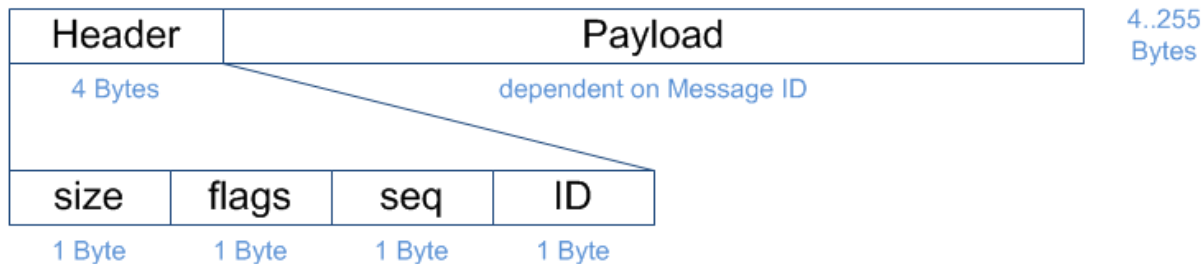 Header Payload 4..255
Bytes
4 Bytes dependent on Message ID
size flags seq ID
1 Byte 1 Byte 1 Byte 1 Byte